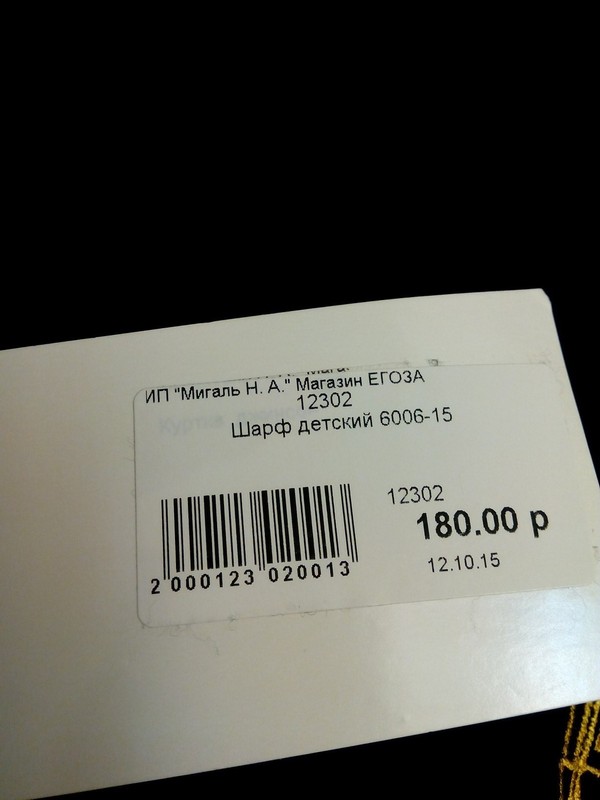 ИП "Мигаль Н. А." Магазин ЕГОЗА
12302
Шарф детский 6006-15
12302
180.00 р
12.10.15
2 000123 020013